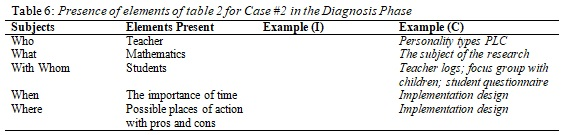 Table 6: Presence of elements of table 2 for Case #2 in the Diagnosis Phase
Subjects Elements Present Example (I) Example (C)
Who Teacher Personality types PLC
What Mathematics The subject of the research
With Whom Students Teacher logs; focus group with
children; student questionnaire
When The importance of time Implementation design
Where Possible places of action Implementation design
with pros and cons